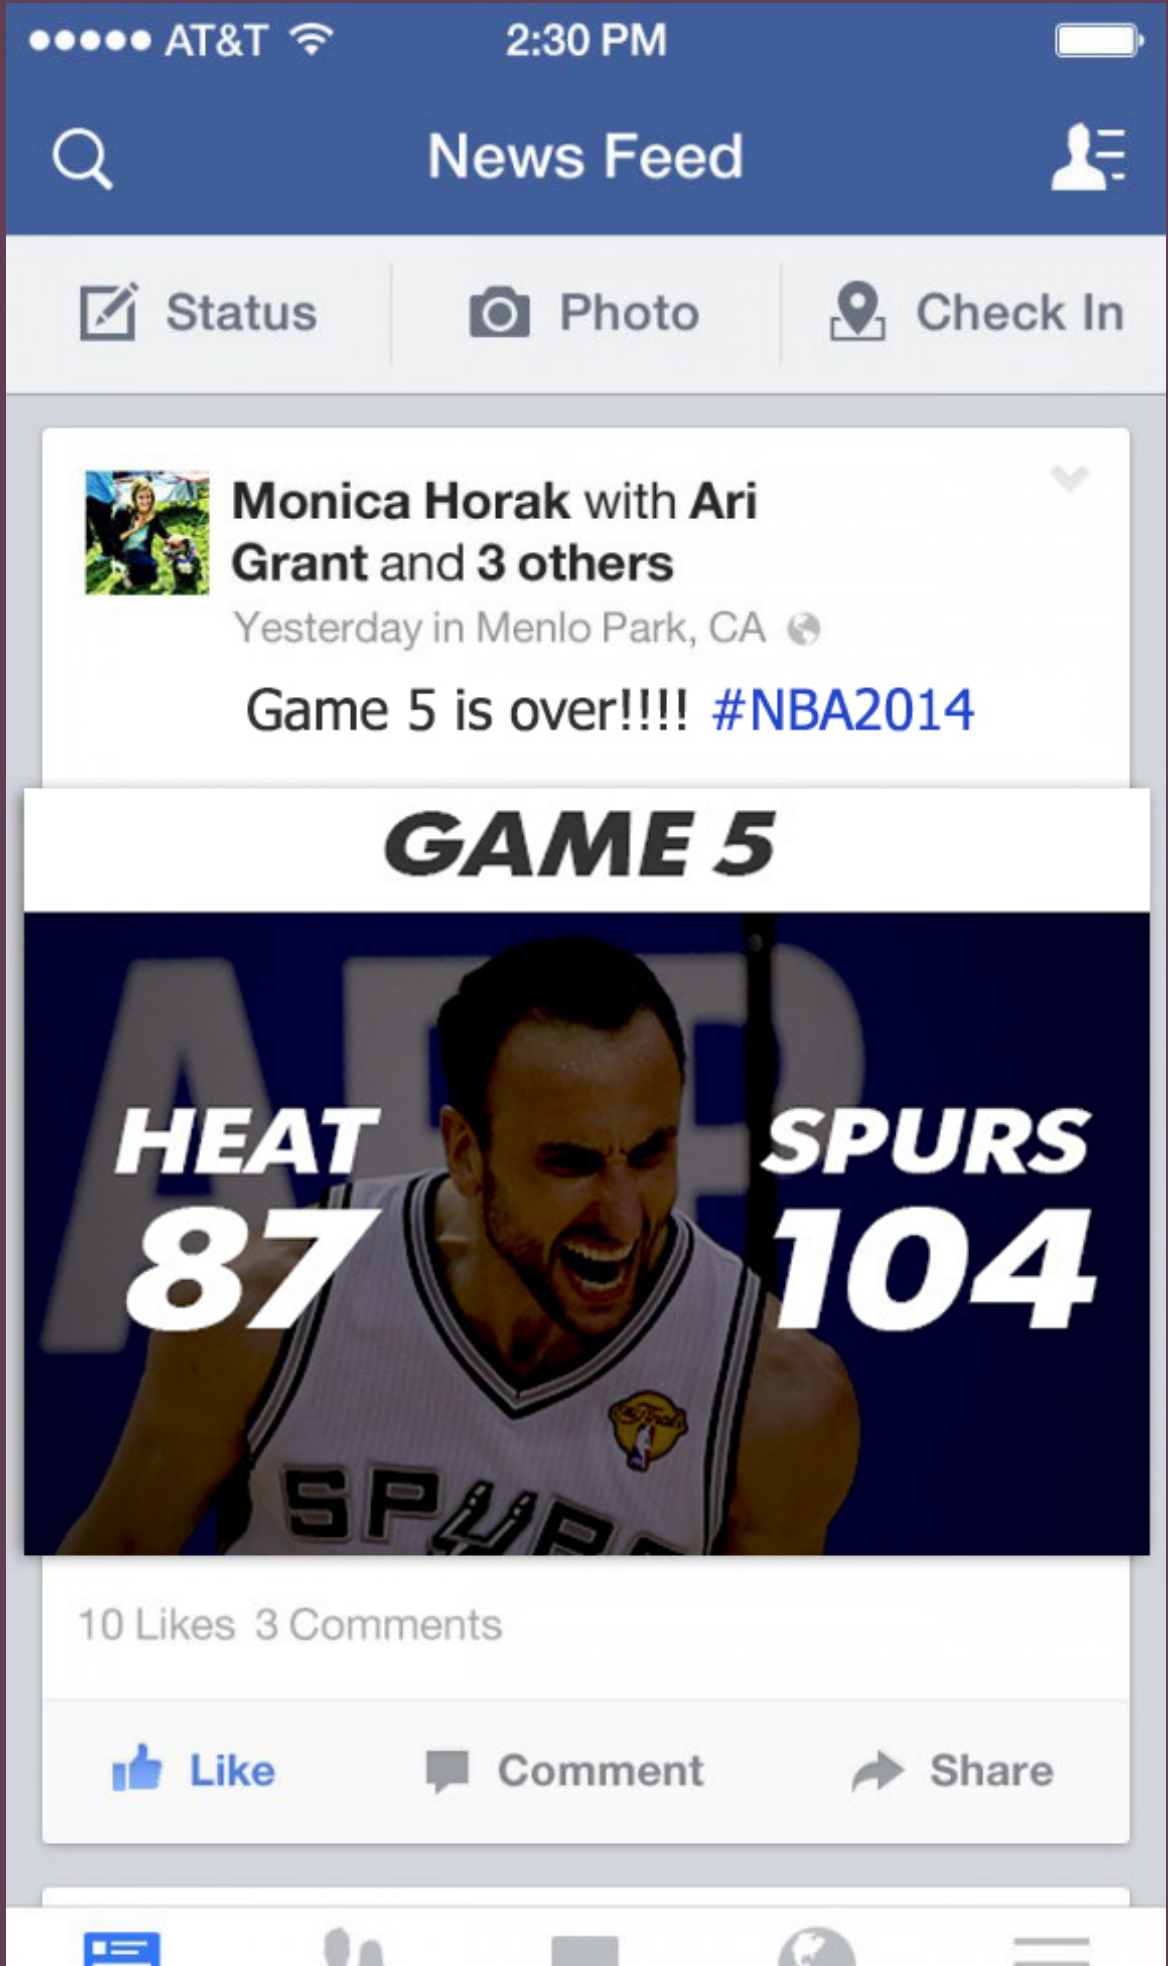 AT&T 2:30 PM
News Feed
Status Photo Check In
Monica Horak with Ari
Grant and 3 others
Yesterday in Menlo Park, CA
Game 5 is over!!!! #NBA2014
GAME 5
HEAT SPURS
87 104
SPURS
10 Likes 3 Comments
Like Comment Share